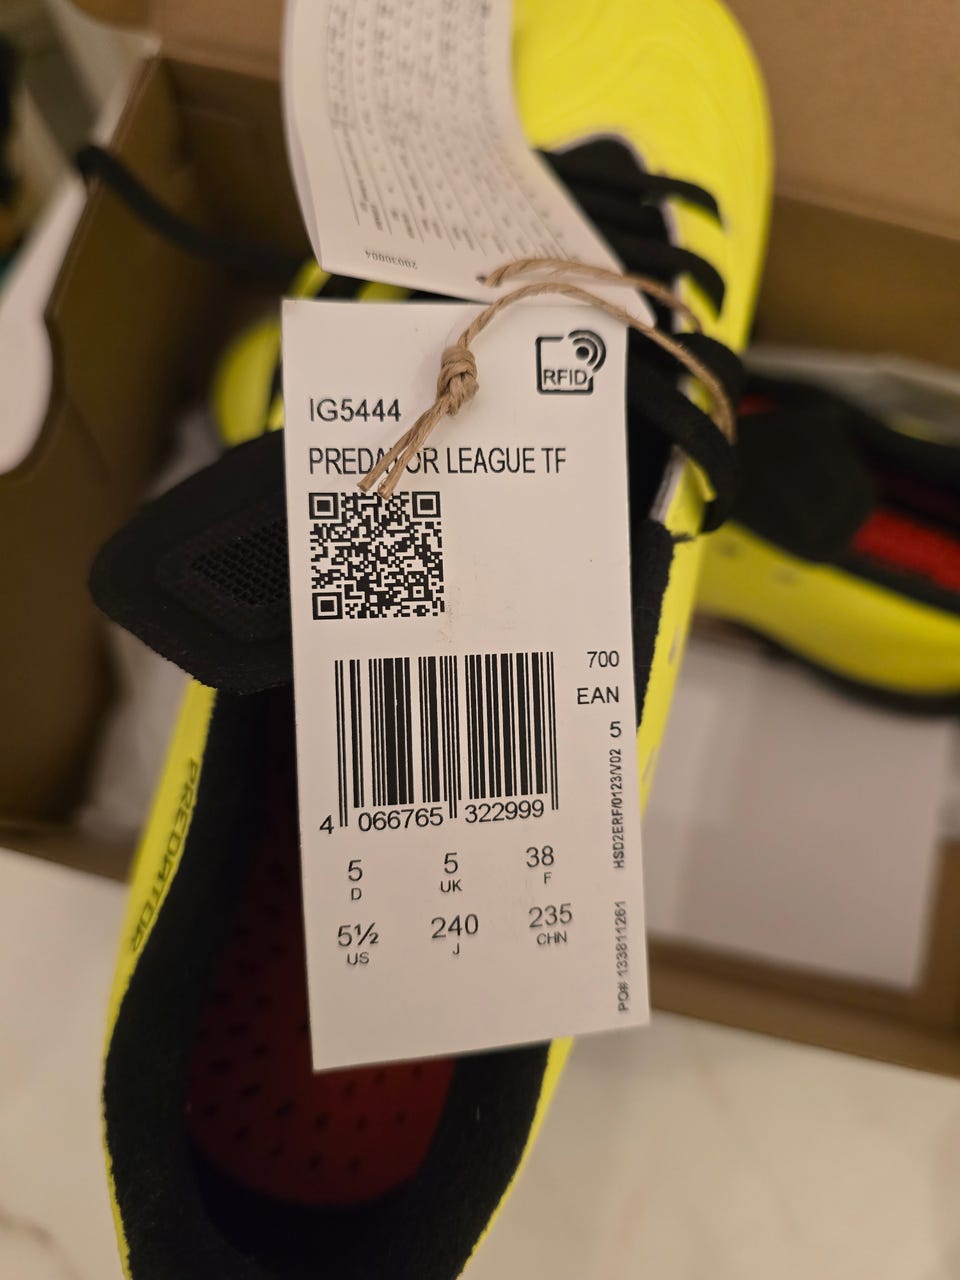 20030004
RFID
IG5444
PREDATOR LEAGUE TF
700
EAN
5
4 066765 322999
5
D
5
UK
38
F
5½
US
240
J
235
CHN
HSD2ERF/0123/V02
PO# 133811261
PREDATOR